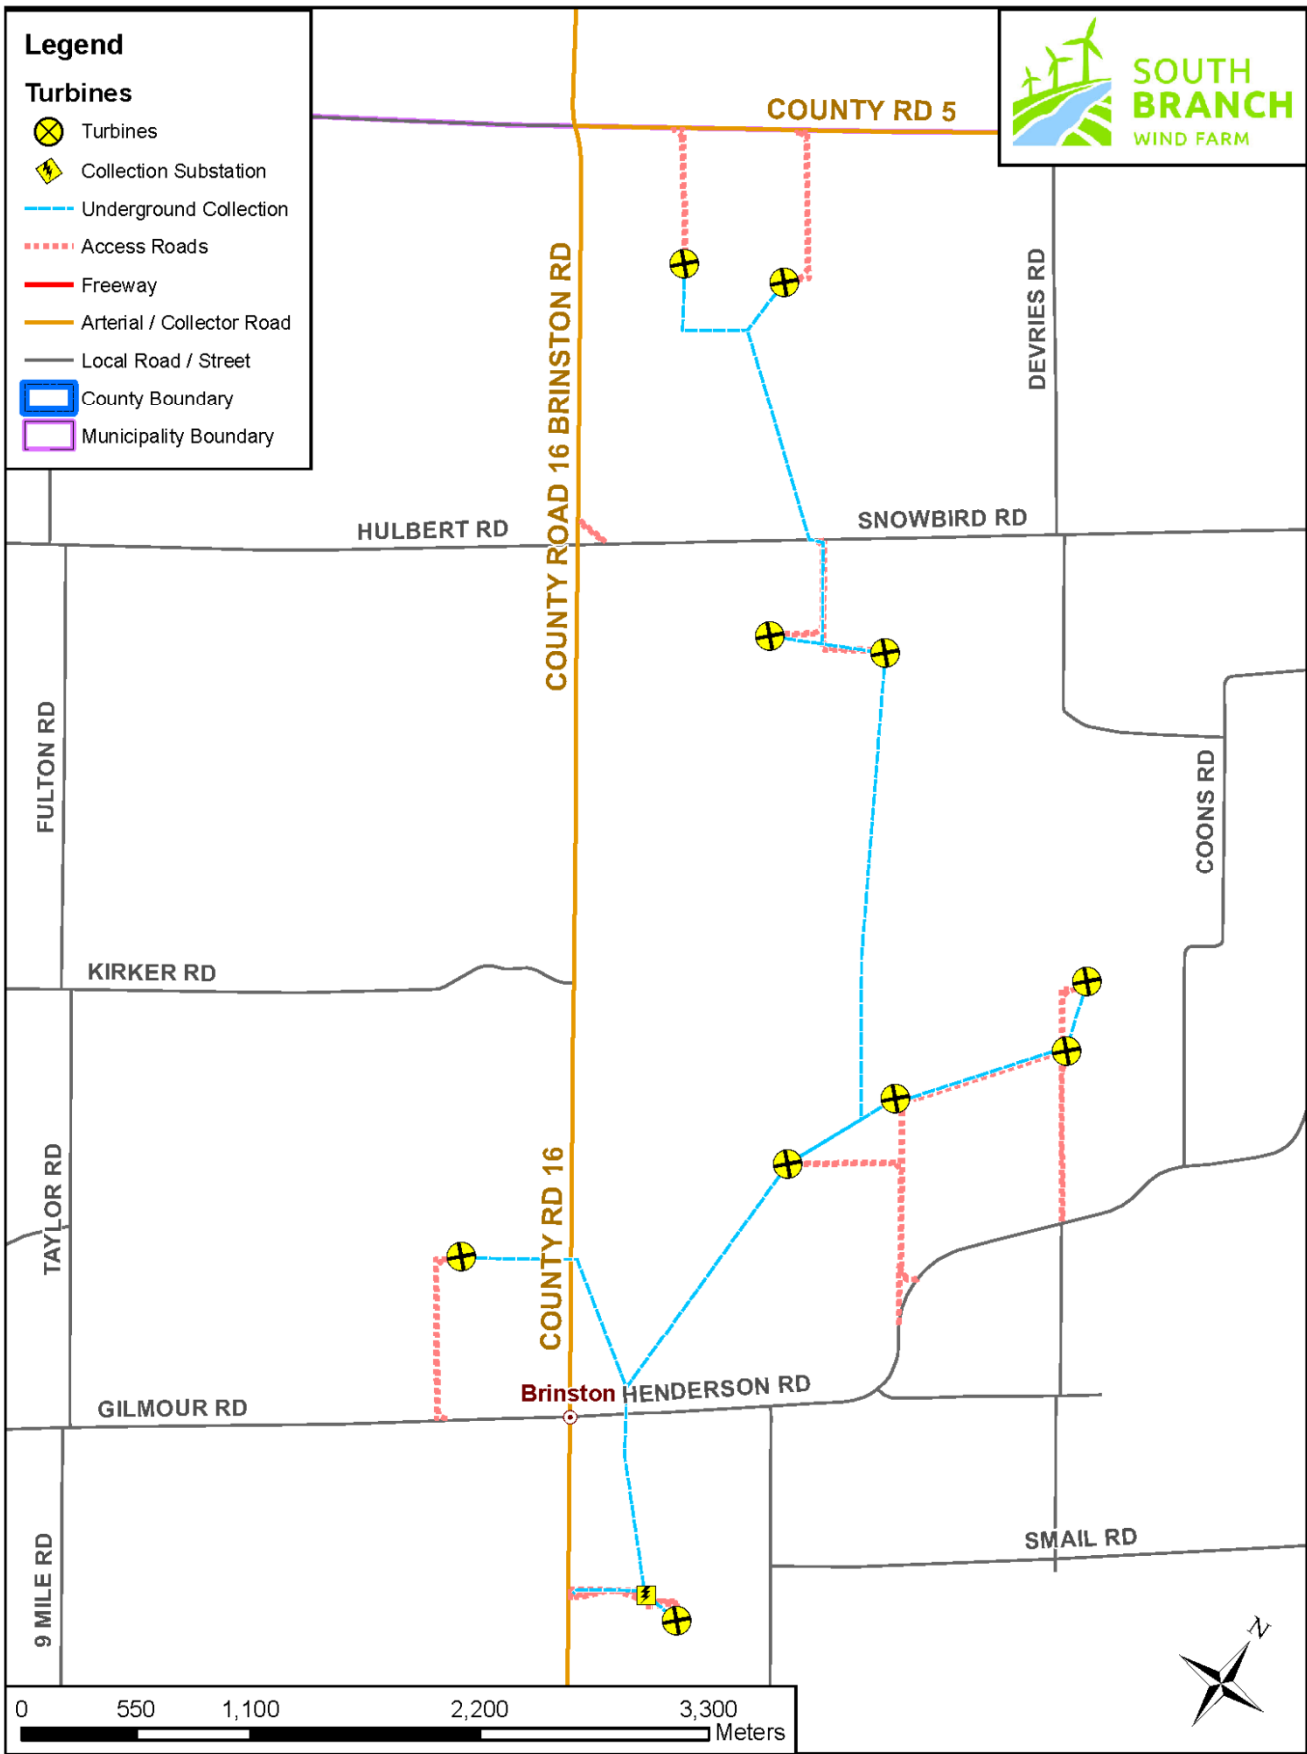 Legend
Turbines
Turbines
Collection Substation
Underground Collection
Access Roads
Freeway
Arterial / Collector Road
Local Road / Street
County Boundary
Municipality Boundary
SOUTH
BRANCH
WIND FARM
COUNTY RD 5
COUNTY ROAD 16 BRINSTON RD
DEVRIES RD
HULBERT RD
SNOWBIRD RD
FULTON RD
COONS RD
KIRKER RD
TAYLOR RD
COUNTY RD 16
Brinston
HENDERSON RD
GILMOUR RD
9 MILE RD
SMAIL RD
N
0 550 1,100 2,200 3,300
Meters